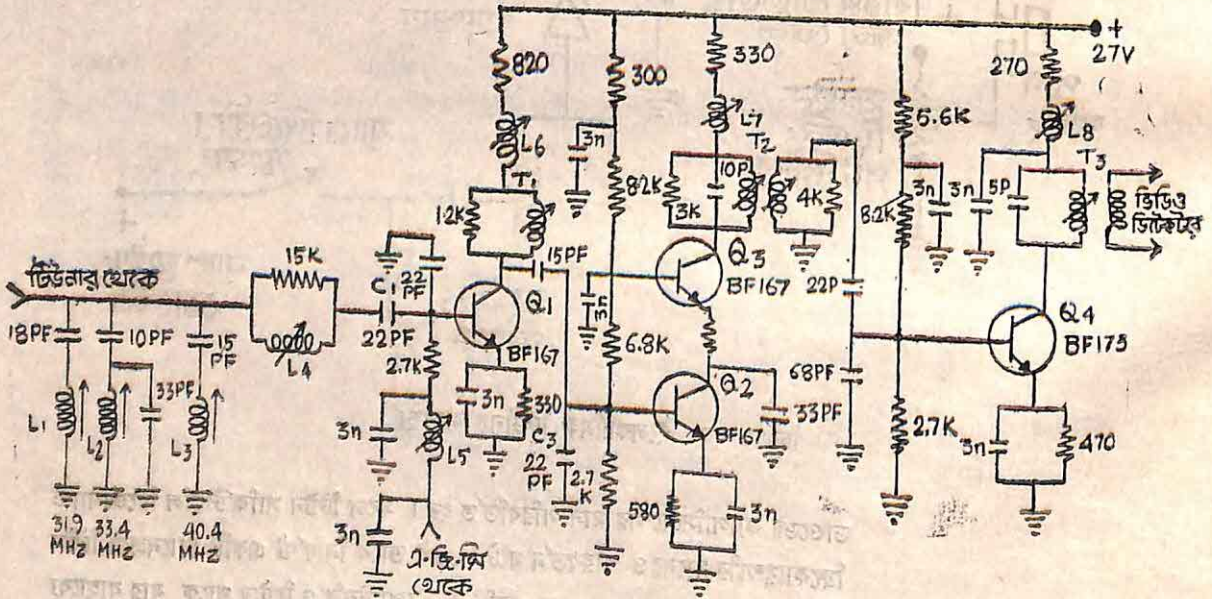 +
27V
820
300
330
270
L6
3n
L7
5.6K
L8
T1
8.2K
T2
T3
12K
10P
3K
4K
8.2K
3n
3n
5P
ভিডিও
ডিটেকটরে
15PF
টিউনার থেকে
15K
C1
22
PF
Q1
Q3
BF167
22P
Q4
BF173
18PF
10PF
15
PF
L4
22PF
BF167
3n
6.8K
2.7K
33PF
3n
330
Q2
68PF
BF167
33PF
2.7K
L1
L2
L3
3n
L5
C3
22
PF
2.7
K
580
3n
3n
470
31.9
MHZ
33.4
MHZ
40.4
MHZ
3n
এ-জি-সি
থেকে